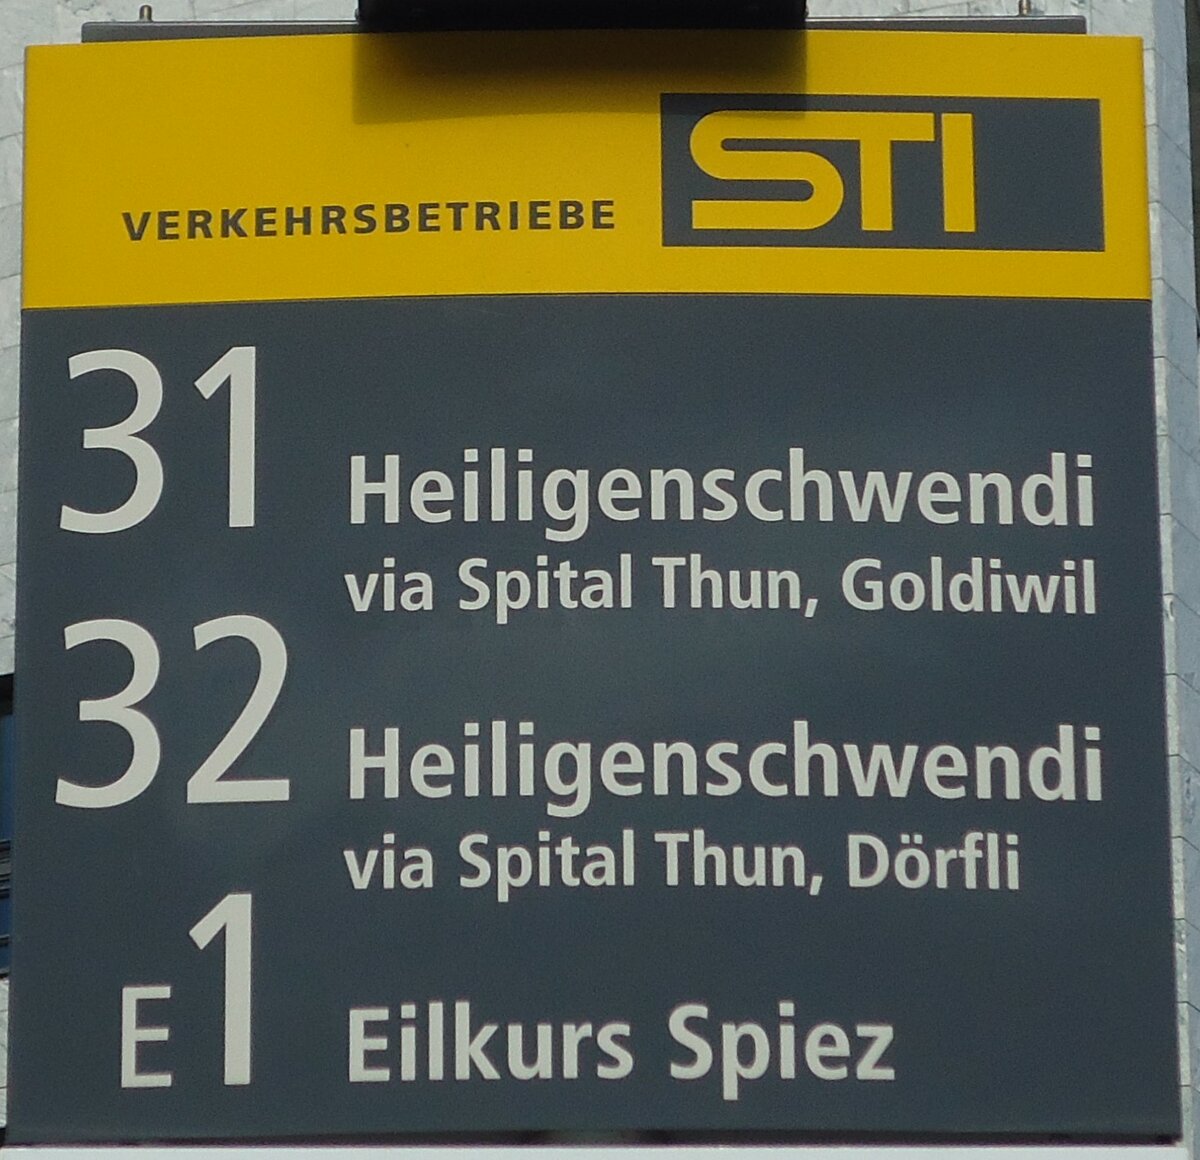 VERKEHRSBETRIEBE STI
31 Heiligenschwendi
via Spital Thun, Goldiwil
32 Heiligenschwendi
via Spital Thun, Dörfli
E1 Eilkurs Spiez